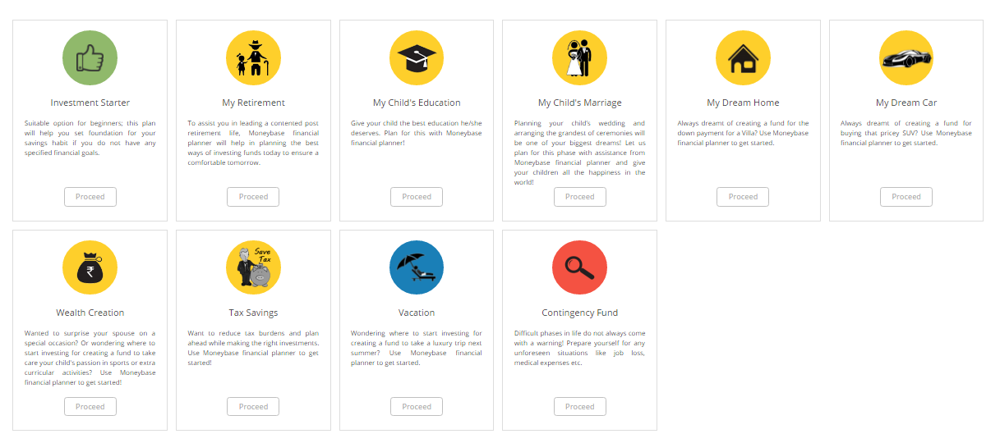 Investment Starter
Suitable option for beginners; this plan
will help you set foundation for your
savings habit if you do not have any
specified financial goals.
Proceed
My Retirement
To assist you in leading a contented post
retirement life, Moneybase financial
planner will help in planning the best
ways of investing funds today to ensure a
comfortable tomorrow.
Proceed
My Child's Education
Give your child the best education he/she
deserves. Plan for this with Moneybase
financial planner!
Proceed
My Child's Marriage
Planning your child's wedding and
arranging the grandest of ceremonies will
be one of your biggest dreams! Let us
plan for this phase with assistance from
Moneybase financial planner and give
your children all the happiness in the
world!
Proceed
My Dream Home
Always dreamt of creating a fund for the
down payment for a Villa? Use Moneybase
financial planner to get started.
Proceed
My Dream Car
Always dreamt of creating a fund for
buying that pricey SUV? Use Moneybase
financial planner to get started.
Proceed
₹
Wealth Creation
Wanted to surprise your spouse on a
special occasion? Or wondering where to
start investing for creating a fund to take
care your child's passion in sports or extra
curricular activities? Use Moneybase
financial planner to get started!
Proceed
Save
Tax
Tax Savings
Want to reduce tax burdens and plan
ahead while making the right investments.
Use Moneybase financial planner to get
started!
Proceed
Vacation
Wondering where to start investing for
creating a fund to take a luxury trip next
summer? Use Moneybase financial
planner to get started.
Proceed
Contingency Fund
Difficult phases in life do not always come
with a warning! Prepare yourself for any
unforeseen situations like job loss,
medical expenses etc.
Proceed